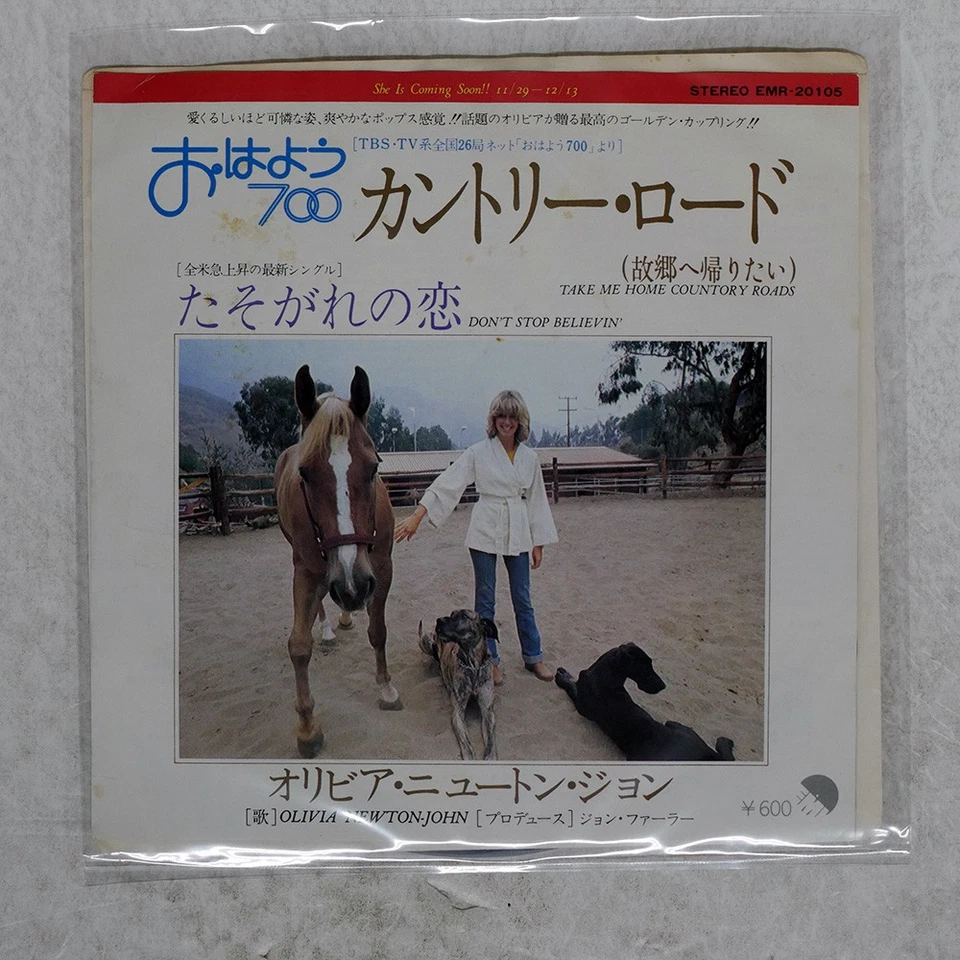 She Is Coming Soon!! 11/29－12/13
STEREO EMR-20105
愛くるしいほど可憐な姿、爽やかなポップス感覚!!話題のオリビアが贈る最高のゴールデン・カップリング!!
おはよう
700
[TBS・TV系全国26局ネット「おはよう700」より]
カントリー・ロード
(故郷へ帰りたい)
TAKE ME HOME COUNTORY ROADS
[全米急上昇の最新シングル]
たそがれの恋 DON'T STOP BELIEVIN'
オリビア・ニュートン・ジョン
[歌]OLIVIA NEWTON-JOHN [プロデュース] ジョン・ファーラー
¥600